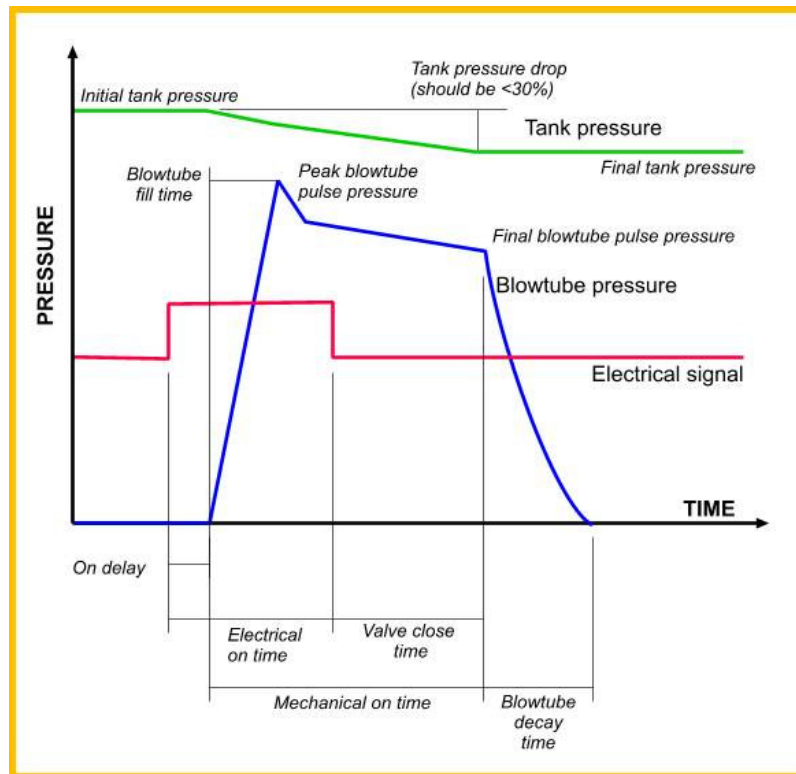 Tank pressure drop
(should be <30%)
Initial tank pressure
Tank pressure
Final tank pressure
Blowtube
fill time
Peak blowtube
pulse pressure
Final blowtube pulse pressure
Blowtube pressure
Electrical signal
PRESSURE
TIME
On delay
Electrical
on time
Valve close
time
Mechanical on time
Blowtube
decay
time